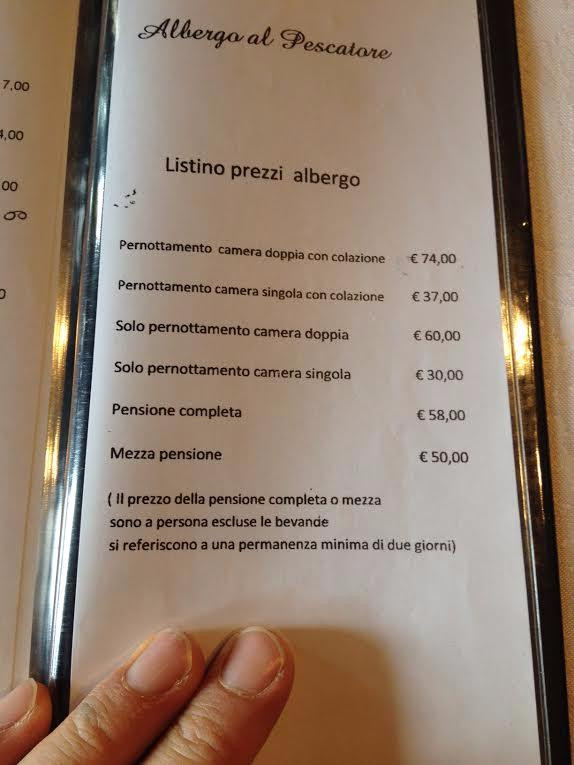 Albergo al Pescatore
Listino prezzi albergo
Pernottamento camera doppia con colazione € 74,00
Pernottamento camera singola con colazione € 37,00
Solo pernottamento camera doppia € 60,00
Solo pernottamento camera singola € 30,00
Pensione completa € 58,00
Mezza pensione € 50,00
( Il prezzo della pensione completa o mezza
sono a persona escluse le bevande
si referiscono a una permanenza minima di due giorni)
7,00
,00
00